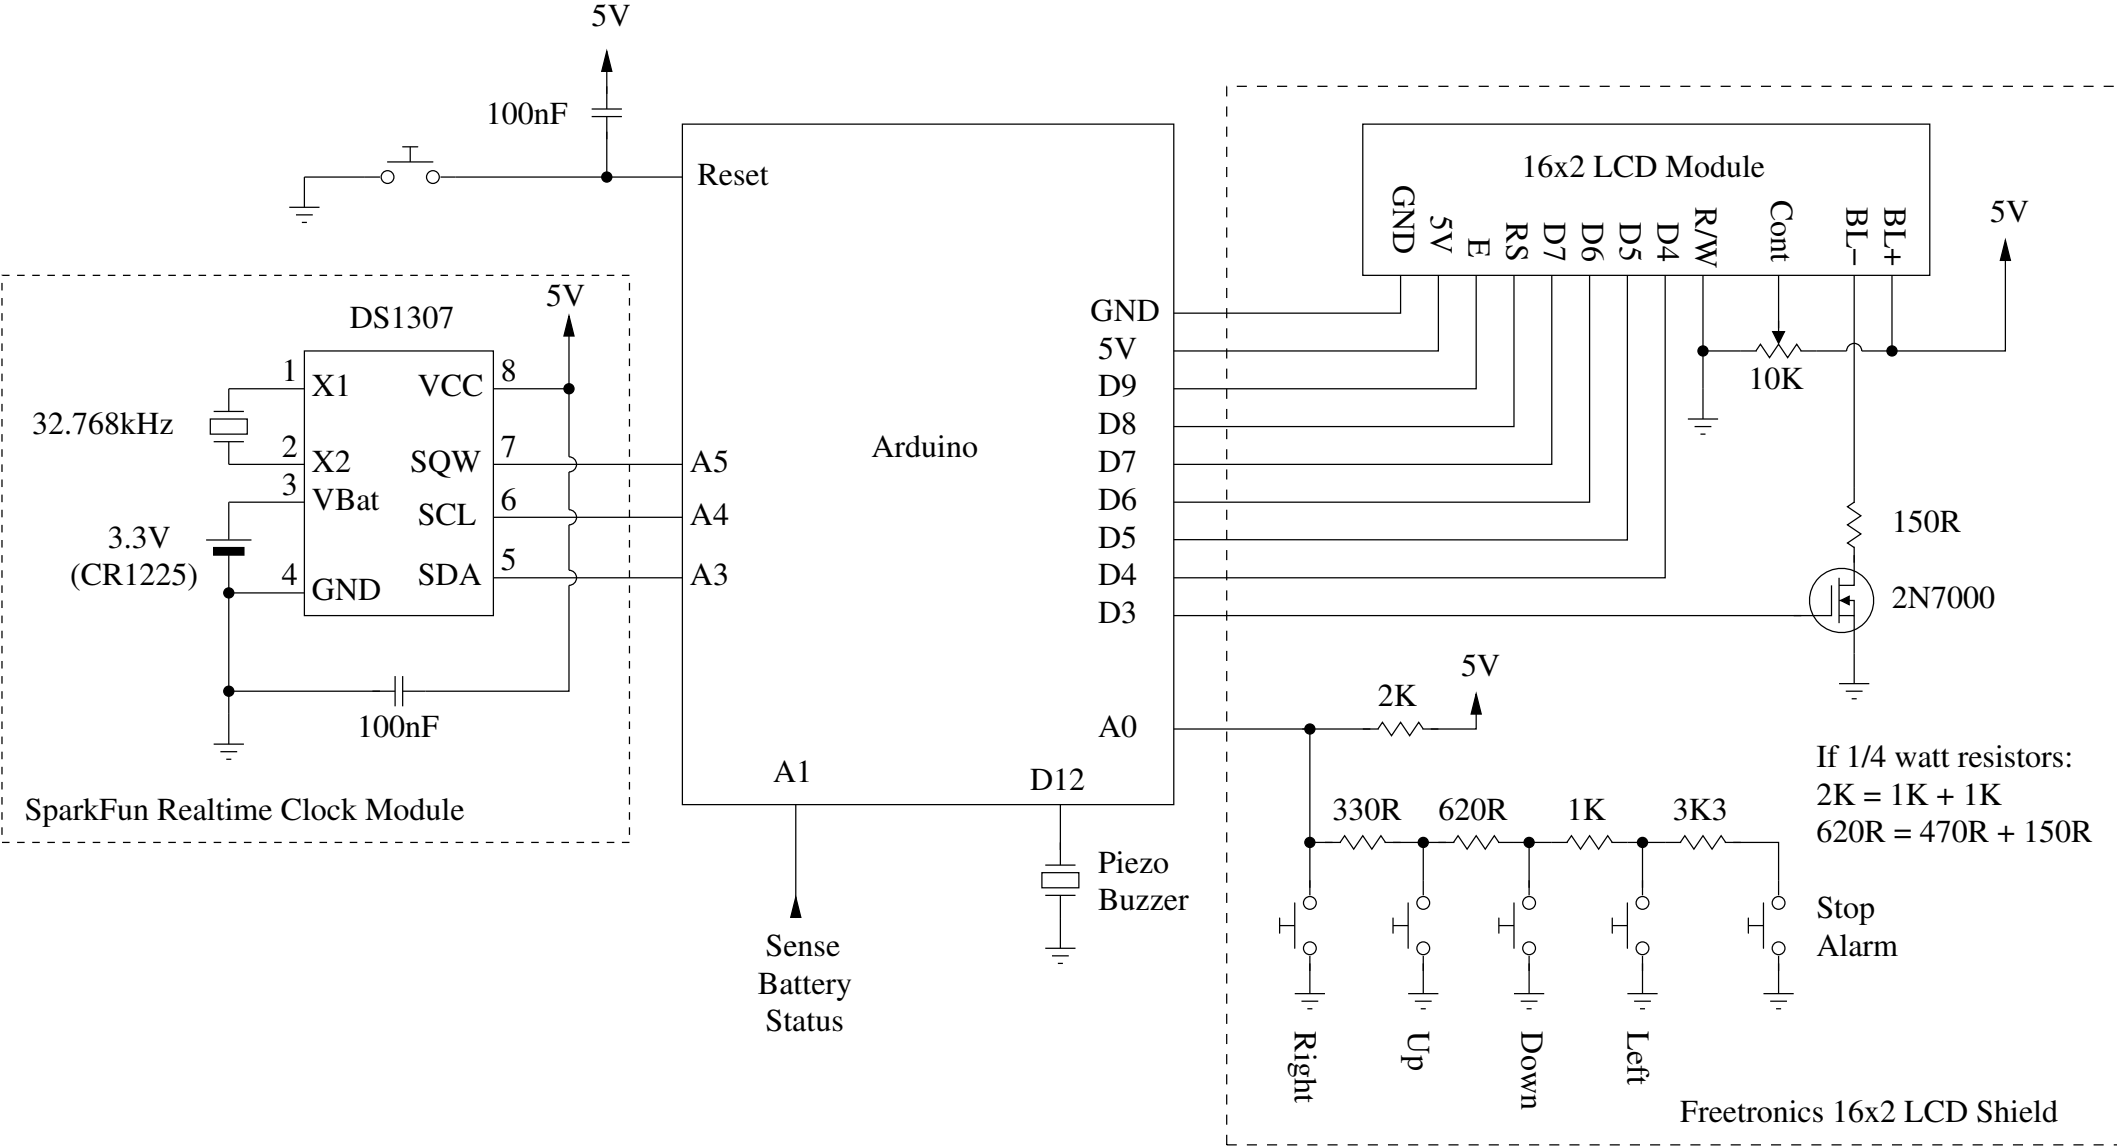 5V
100nF
Reset
16x2 LCD Module
GND
5V
E
RS
D7
D6
D5
D4
R/W
Cont
BL−
BL+
5V
5V
DS1307
1
X1
VCC
8
32.768kHz
2
X2
SQW
7
3
VBat
SCL
6
3.3V
(CR1225)
4
GND
SDA
5
100nF
SparkFun Realtime Clock Module
A5
A4
A3
Arduino
GND
5V
D9
D8
D7
D6
D5
D4
D3
A0
A1
D12
10K
150R
2N7000
5V
2K
If 1/4 watt resistors:
2K = 1K + 1K
620R = 470R + 150R
330R
620R
1K
3K3
Piezo
Buzzer
Sense
Battery
Status
Stop
Alarm
Right
Up
Down
Left
Freetronics 16x2 LCD Shield